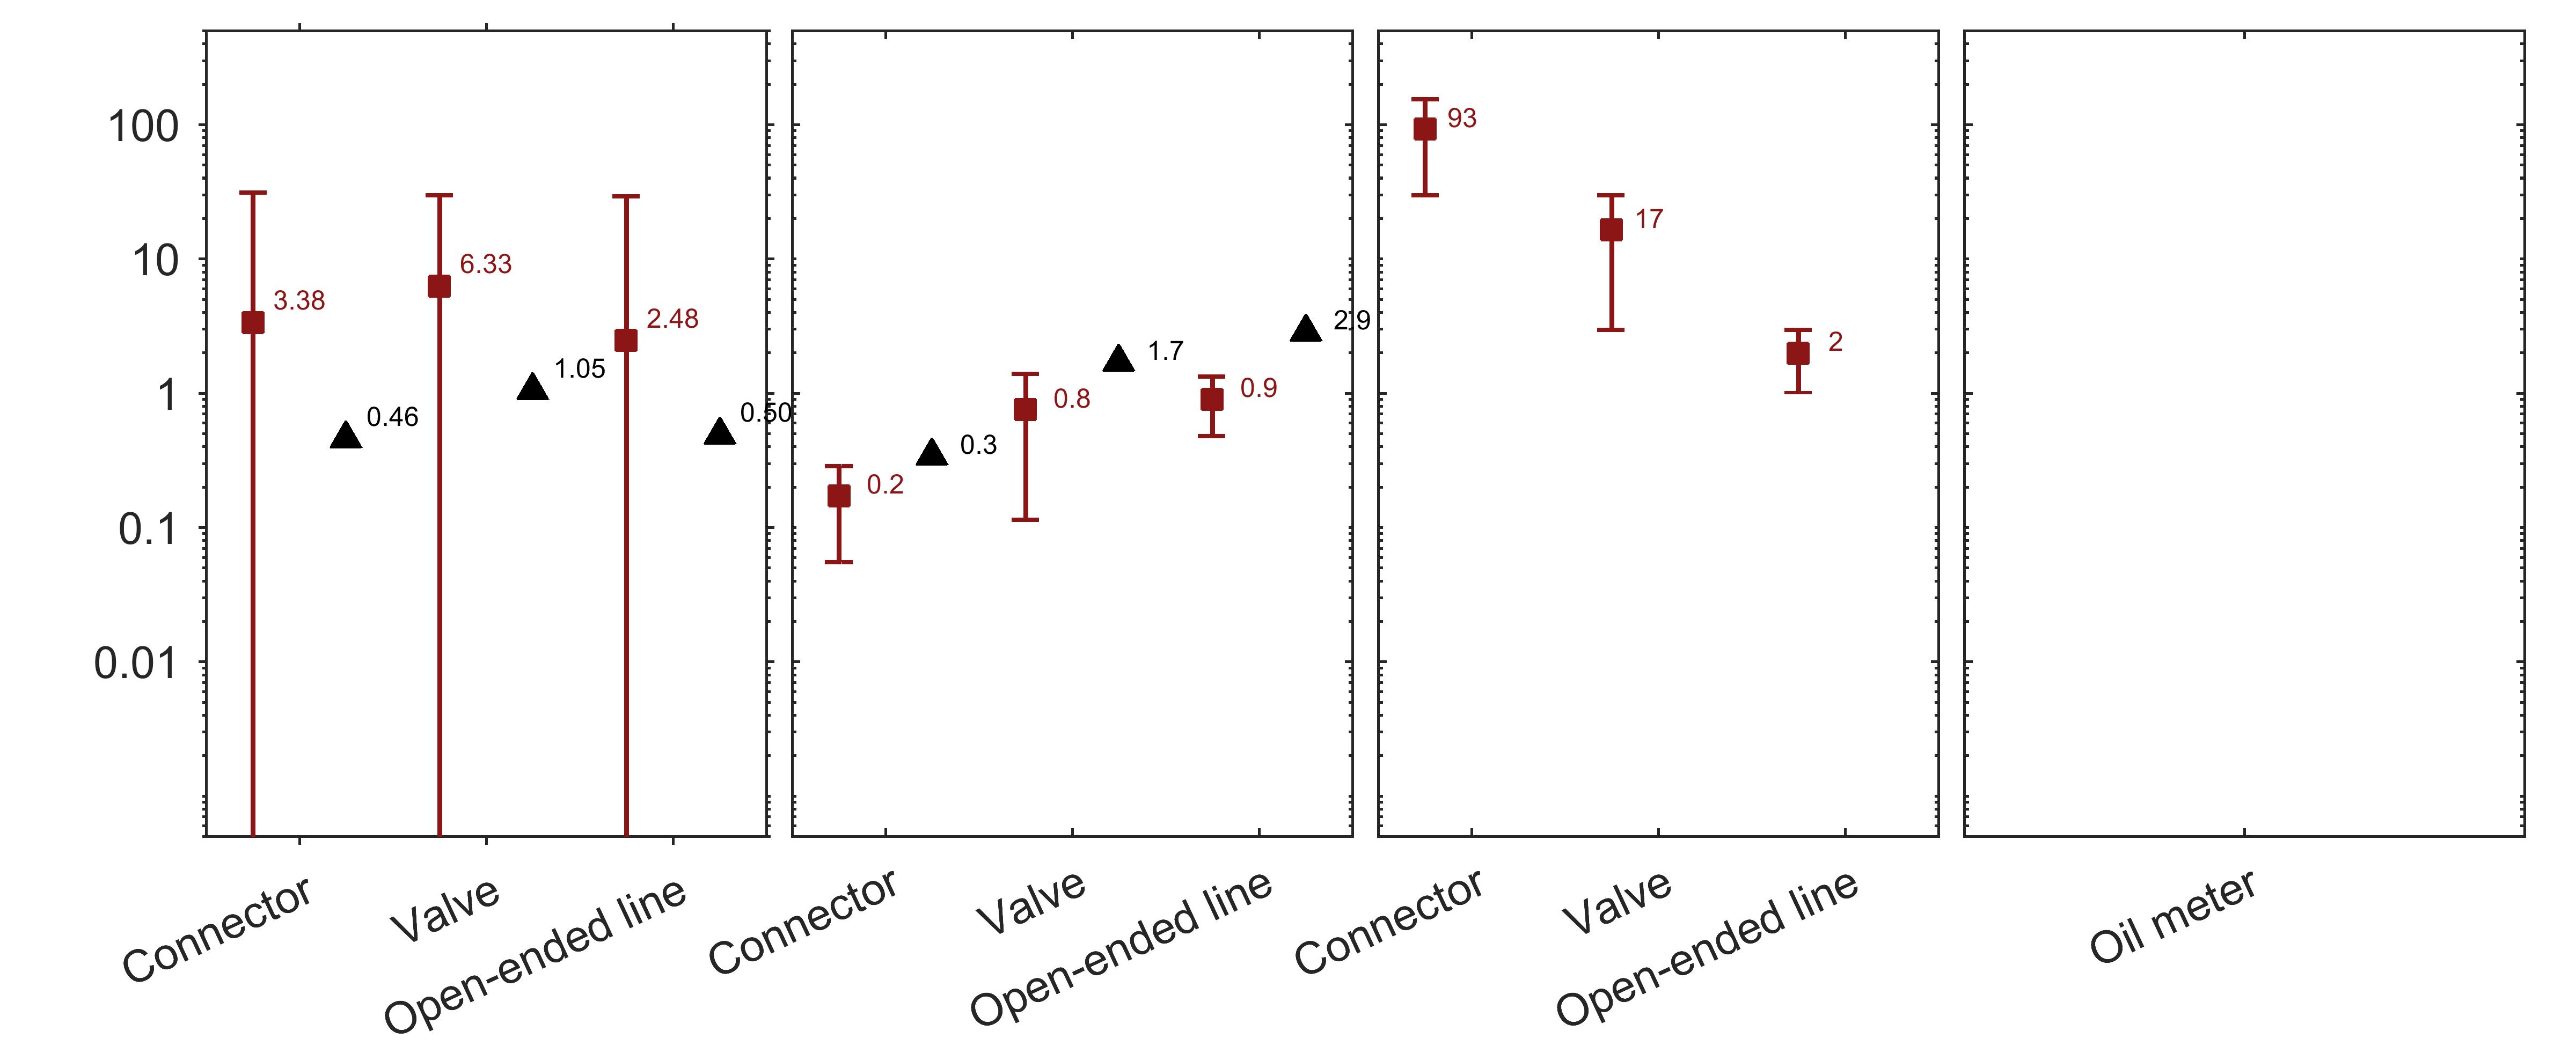 100
10
1
0.1
0.01
3.38
0.46
6.33
1.05
2.48
0.50
0.2
0.3
0.8
1.7
0.9
2.9
93
17
2
Connector
Valve
Open-ended line
Connector
Valve
Open-ended line
Connector
Valve
Open-ended line
Oil meter